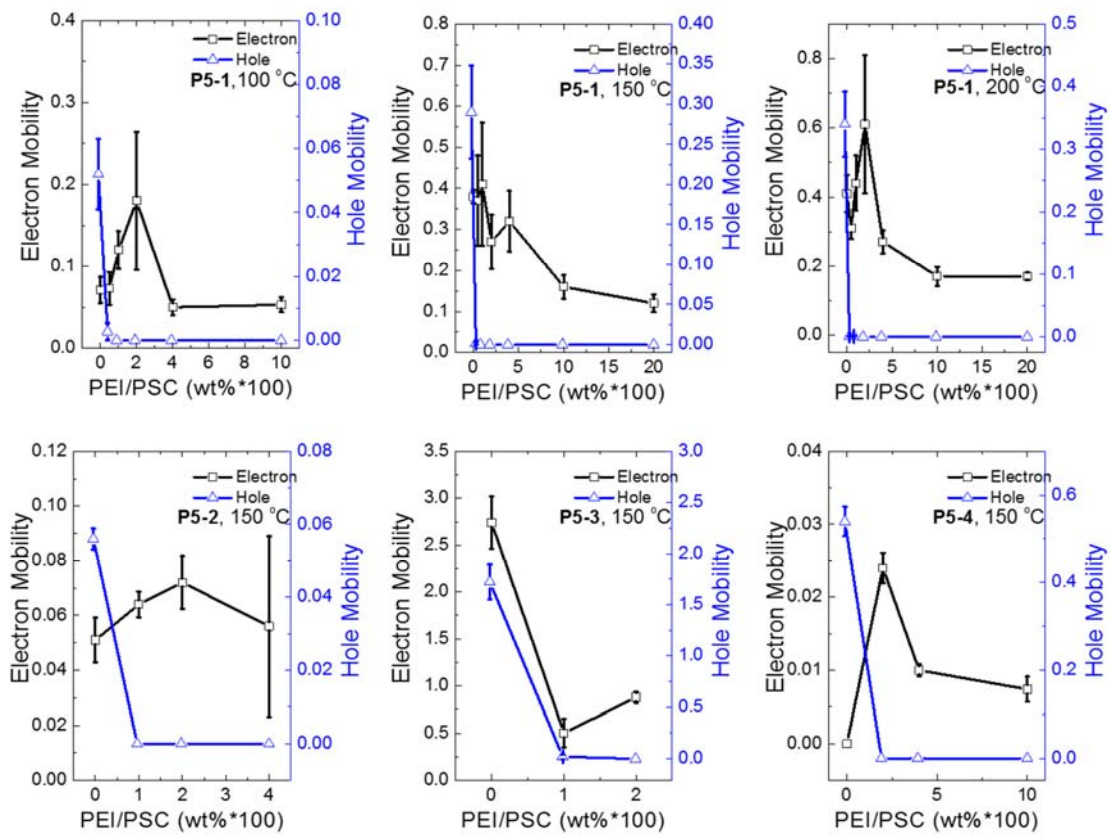 0.4
0.3
0.2
0.1
0.0
Electron Mobility
Electron
Hole
P5-1, 100 °C
0.10
0.08
0.06
0.04
0.02
0.00
Hole Mobility
0 2 4 6 8 10
PEI/PSC (wt%*100)
0.8
0.7
0.6
0.5
0.4
0.3
0.2
0.1
0.0
Electron Mobility
Electron
Hole
P5-1, 150 °C
0.40
0.35
0.30
0.25
0.20
0.15
0.10
0.05
0.00
Hole Mobility
0 5 10 15 20
PEI/PSC (wt%*100)
0.8
0.6
0.4
0.2
0.0
Electron Mobility
Electron
Hole
P5-1, 200 °C
0.5
0.4
0.3
0.2
0.1
0.0
Hole Mobility
0 5 10 15 20
PEI/PSC (wt%*100)
0.12
0.10
0.08
0.06
0.04
0.02
0.00
Electron Mobility
Electron
Hole
P5-2, 150 °C
0.08
0.06
0.04
0.02
0.00
Hole Mobility
0 1 2 3 4
PEI/PSC (wt%*100)
3.5
3.0
2.5
2.0
1.5
1.0
0.5
0.0
Electron Mobility
Electron
Hole
P5-3, 150 °C
3.0
2.5
2.0
1.5
1.0
0.5
0.0
Hole Mobility
0 1 2
PEI/PSC (wt%*100)
0.04
0.03
0.02
0.01
0.00
Electron Mobility
Electron
Hole
P5-4, 150 °C
0.6
0.4
0.2
0.0
Hole Mobility
0 5 10
PEI/PSC (wt%*100)